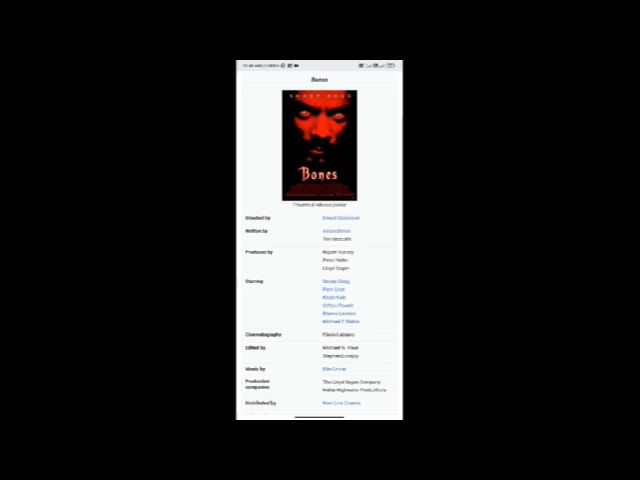 Bones
SNOOP DOGG
Bones
Theatrical release poster
Directed by
Ernest Dickerson
Written by
Adam Simon
Tim Metcalfe
Produced by
Rupert Harvey
Peter Heller
Lloyd Segan
Starring
Snoop Dogg
Pam Grier
Khalil Kain
Clifton Powell
Bianca Lawson
Michael T. Weiss
Cinematography
Flavio Labiano
Edited by
Michael N. Knue
Stephen Lovejoy
Music by
Elia Cmiral
Production
companies
The Lloyd Segan Company
Heller Highwater Productions
Distributed by
New Line Cinema